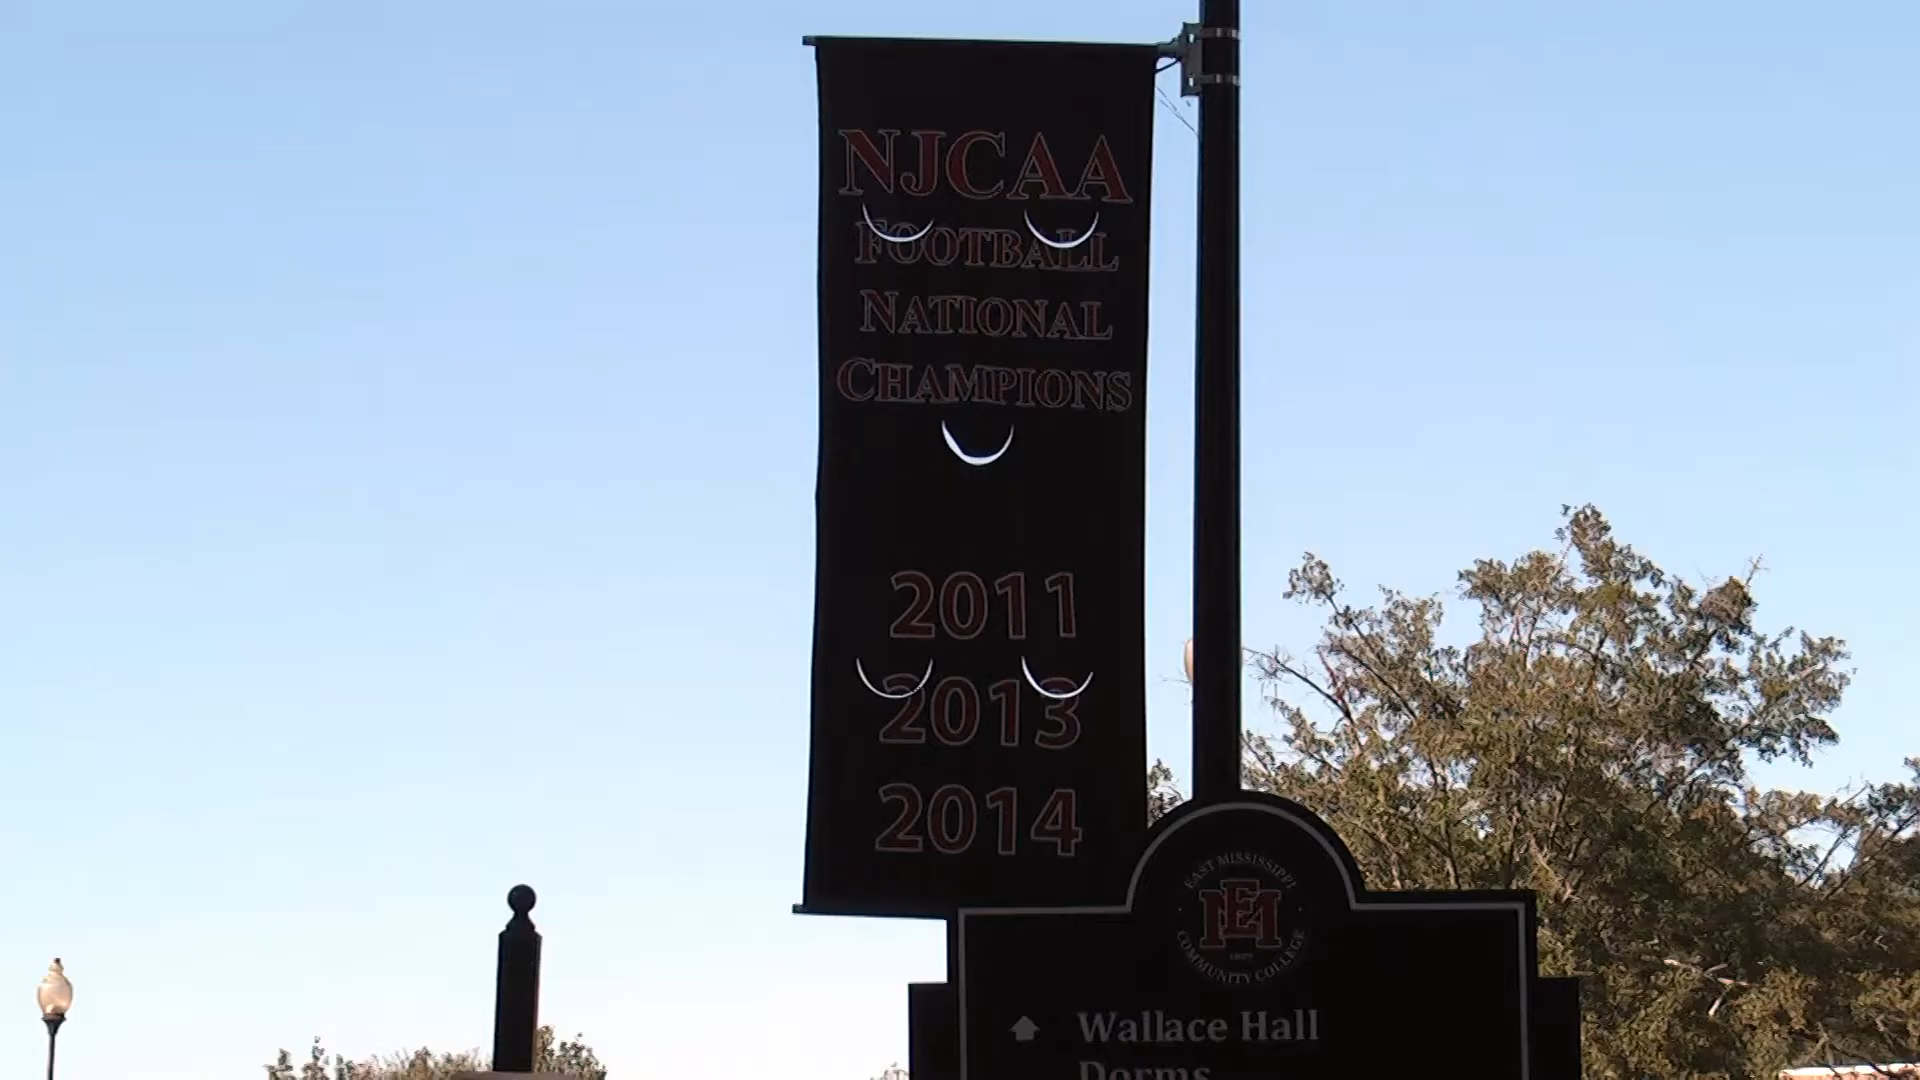 NJCAA
FOOTBALL
NATIONAL
CHAMPIONS
2011
2013
2014
EAST MISSISSIPPI
EM
COMMUNITY COLLEGE
Wallace Hall
Dorms